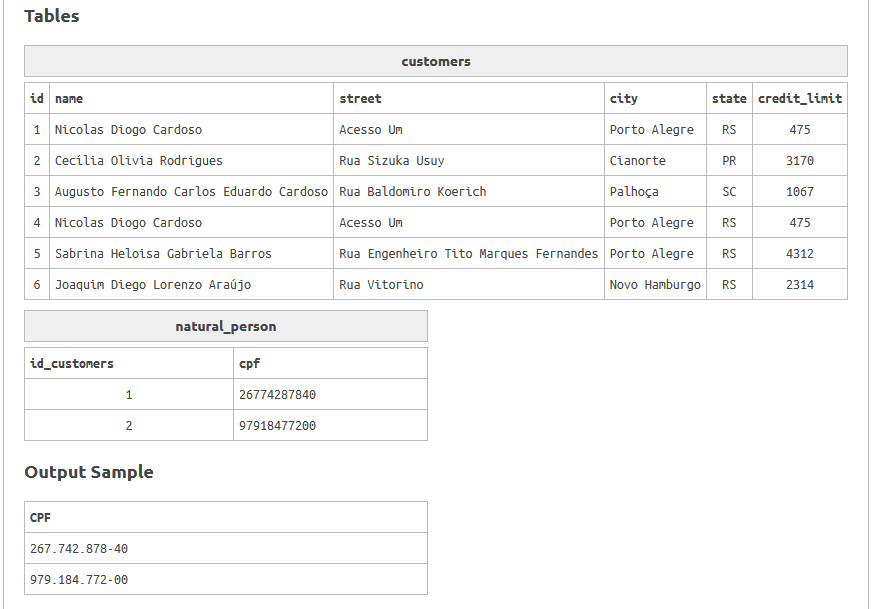 Tables
customers
id name street city state credit_limit
1 Nicolas Diogo Cardoso Acesso Um Porto Alegre RS 475
2 Cecília Olivia Rodrigues Rua Sizuka Usuy Cianorte PR 3170
3 Augusto Fernando Carlos Eduardo Cardoso Rua Baldomiro Koerich Palhoça SC 1067
4 Nicolas Diogo Cardoso Acesso Um Porto Alegre RS 475
5 Sabrina Heloisa Gabriela Barros Rua Engenheiro Tito Marques Fernandes Porto Alegre RS 4312
6 Joaquim Diego Lorenzo Araújo Rua Vitorino Novo Hamburgo RS 2314
natural_person
id_customers cpf
1 26774287840
2 97918477200
Output Sample
CPF
267.742.878-40
979.184.772-00